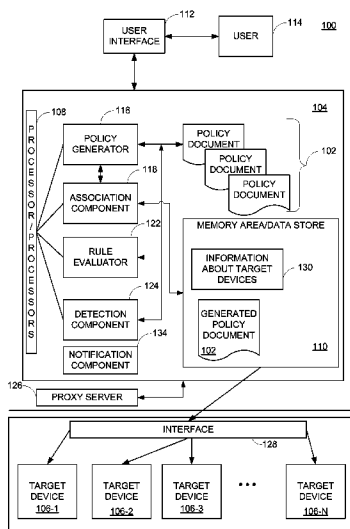 112
USER
INTERFACE
USER
114
100
116
108
PROCESSOR/PROCESSORS
POLICY
GENERATOR
118
ASSOCIATION
COMPONENT
122
RULE
EVALUATOR
124
DETECTION
COMPONENT
134
NOTIFICATION
COMPONENT
104
POLICY
DOCUMENT
POLICY
DOCUMENT
POLICY
DOCUMENT
102
MEMORY AREA/DATA STORE
INFORMATION
ABOUT TARGET
DEVICES
130
GENERATED
POLICY
DOCUMENT
102
110
126
PROXY SERVER
INTERFACE
128
TARGET
DEVICE
106-1
TARGET
DEVICE
106-2
TARGET
DEVICE
106-3
• • •
TARGET
DEVICE
106-N